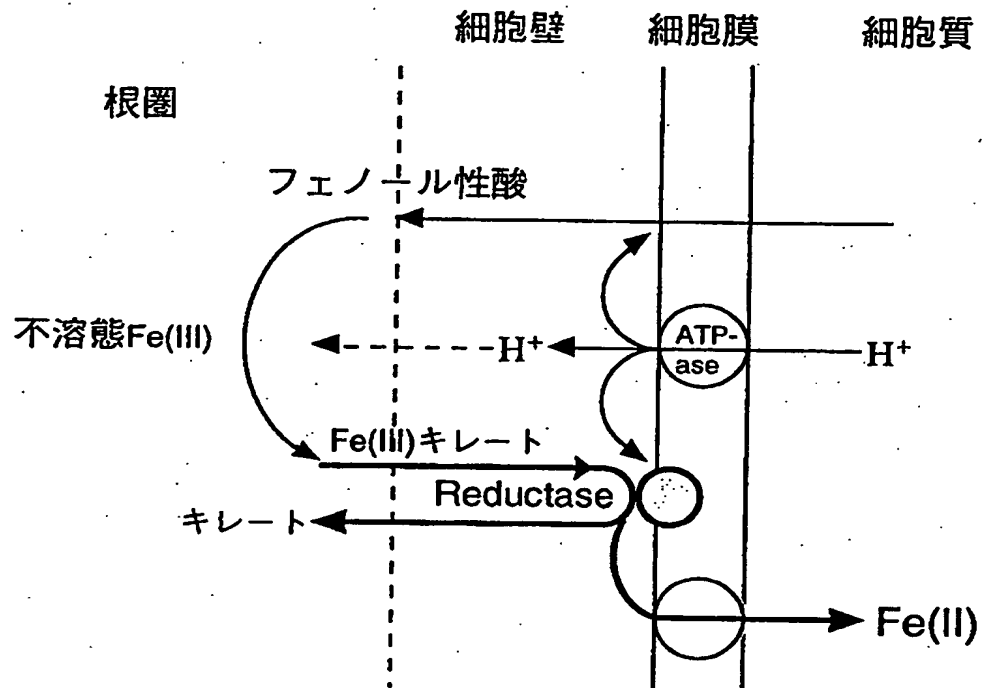 細胞壁 細胞膜 細胞質
根圏
フェノール性酸
不溶態Fe(III)
H⁺
ATP-
ase
H⁺
Fe(III)キレート
Reductase
キレート
Fe(II)